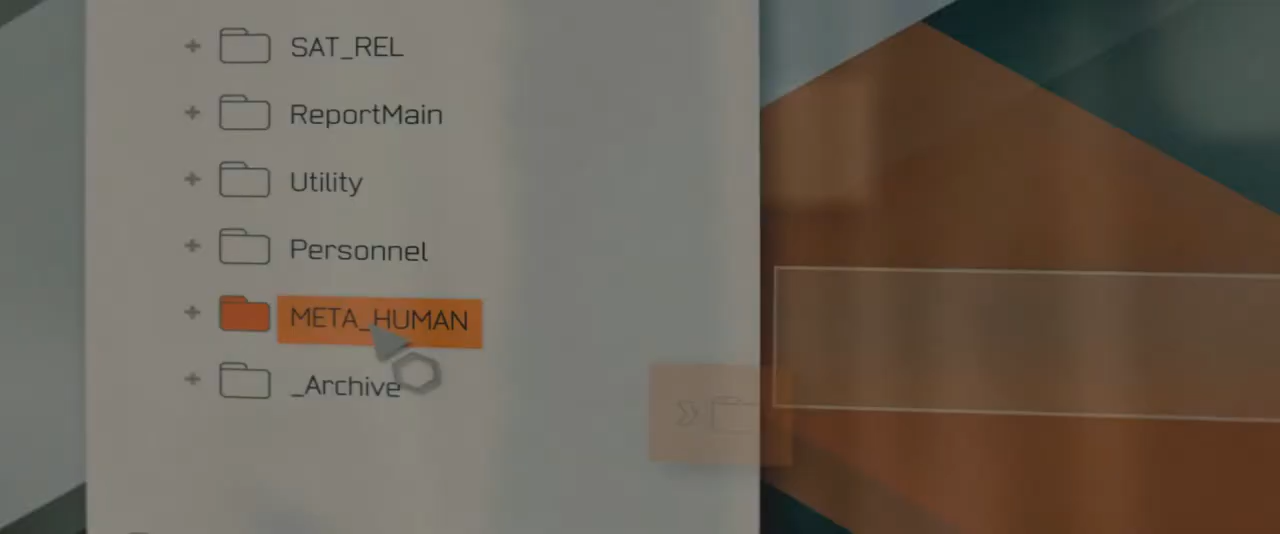 SAT_REL
ReportMain
Utility
Personnel
META_HUMAN
_Archive